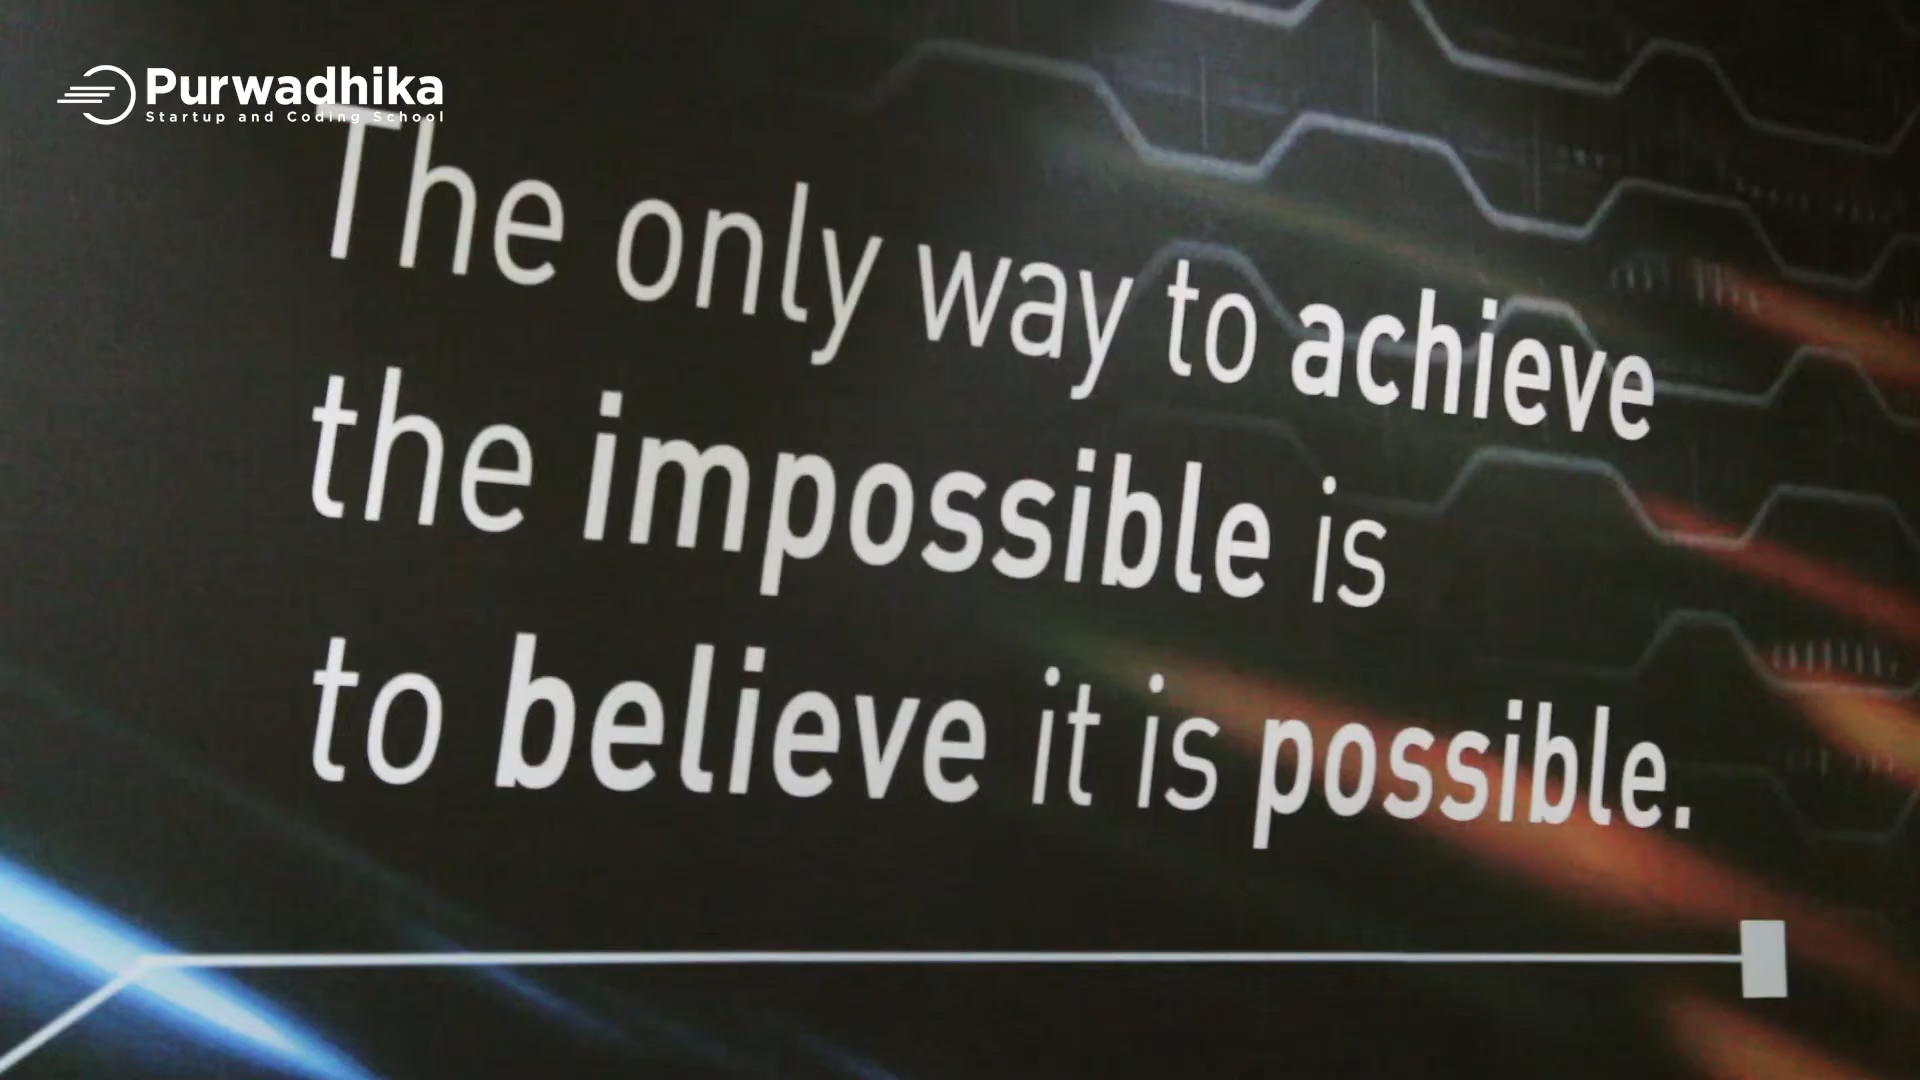 Purwadhika
Startup and Coding School
The only way to achieve
the impossible is
to believe it is possible.